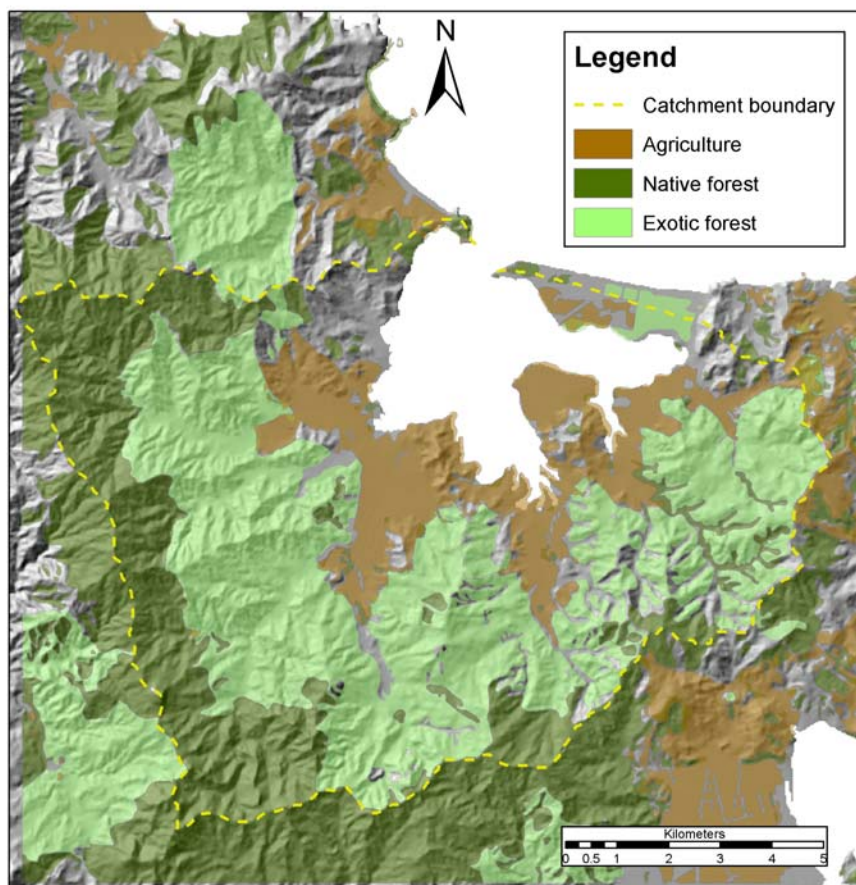 N
Legend
Catchment boundary
Agriculture
Native forest
Exotic forest
Kilometers
0 0.5 1 2 3 4 5